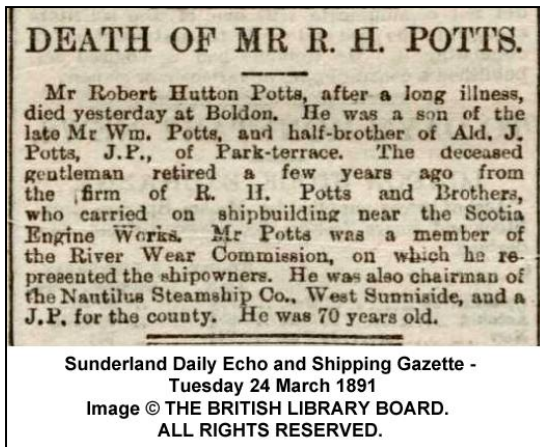 DEATH OF MR R. H. POTTS.
Mr Robert Hutton Potts, after a long illness,
died yesterday at Boldon. He was a son of the
late Mr Wm. Potts, and half-brother of Ald. J.
Potts, J.P., of Park-terrace. The deceased
gentleman retired a few years ago from
the firm of R. H. Potts and Brothers,
who carried on shipbuilding near the Scotia
Engine Works. Mr Potts was a member of
the River Wear Commission, on which he re-
presented the shipowners. He was also chairman of
the Nautilus Steamship Co., West Sunniside, and a
J.P. for the county. He was 70 years old.
Sunderland Daily Echo and Shipping Gazette -
Tuesday 24 March 1891
Image © THE BRITISH LIBRARY BOARD.
ALL RIGHTS RESERVED.